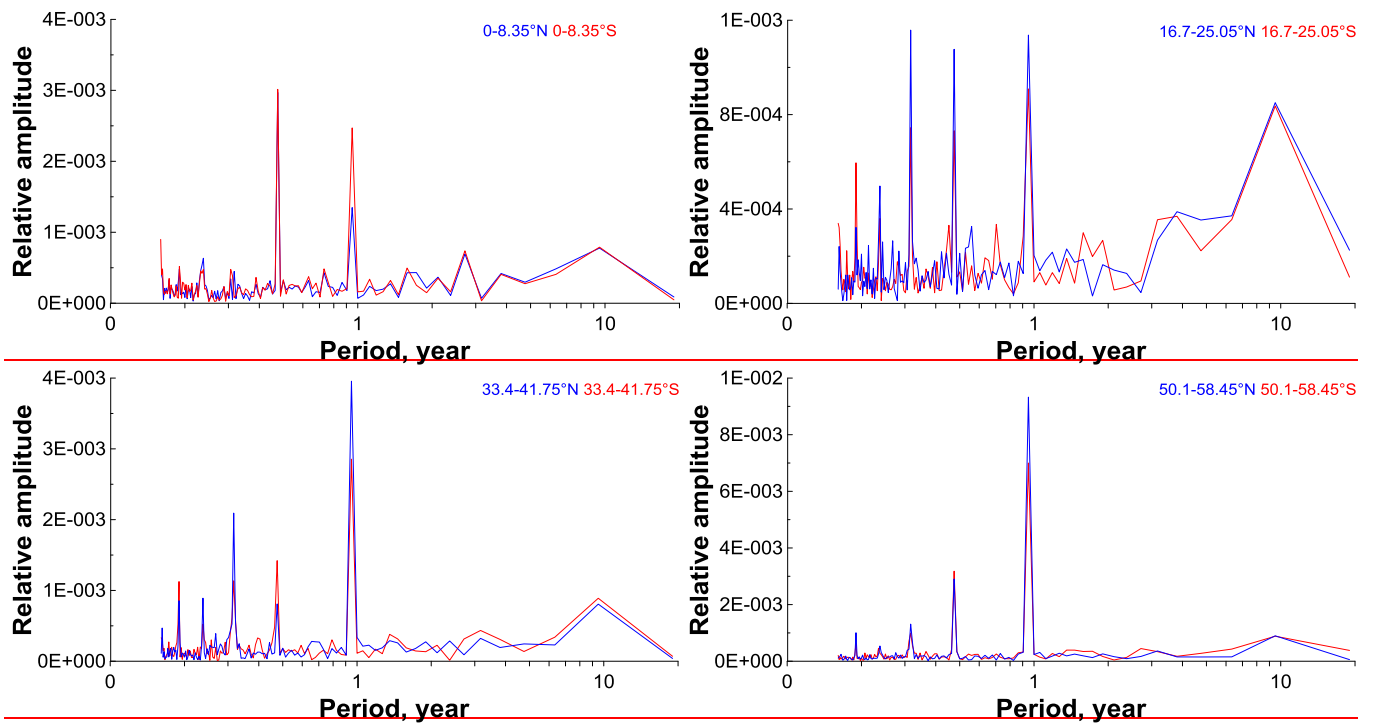 4E-003
3E-003
2E-003
1E-003
0E+000
Relative amplitude
0-8.35°N 0-8.35°S
0 1 10
Period, year
1E-003
8E-004
4E-004
0E+000
Relative amplitude
16.7-25.05°N 16.7-25.05°S
0 1 10
Period, year
4E-003
3E-003
2E-003
1E-003
0E+000
Relative amplitude
33.4-41.75°N 33.4-41.75°S
0 1 10
Period, year
1E-002
8E-003
6E-003
4E-003
2E-003
0E+000
Relative amplitude
50.1-58.45°N 50.1-58.45°S
0 1 10
Period, year